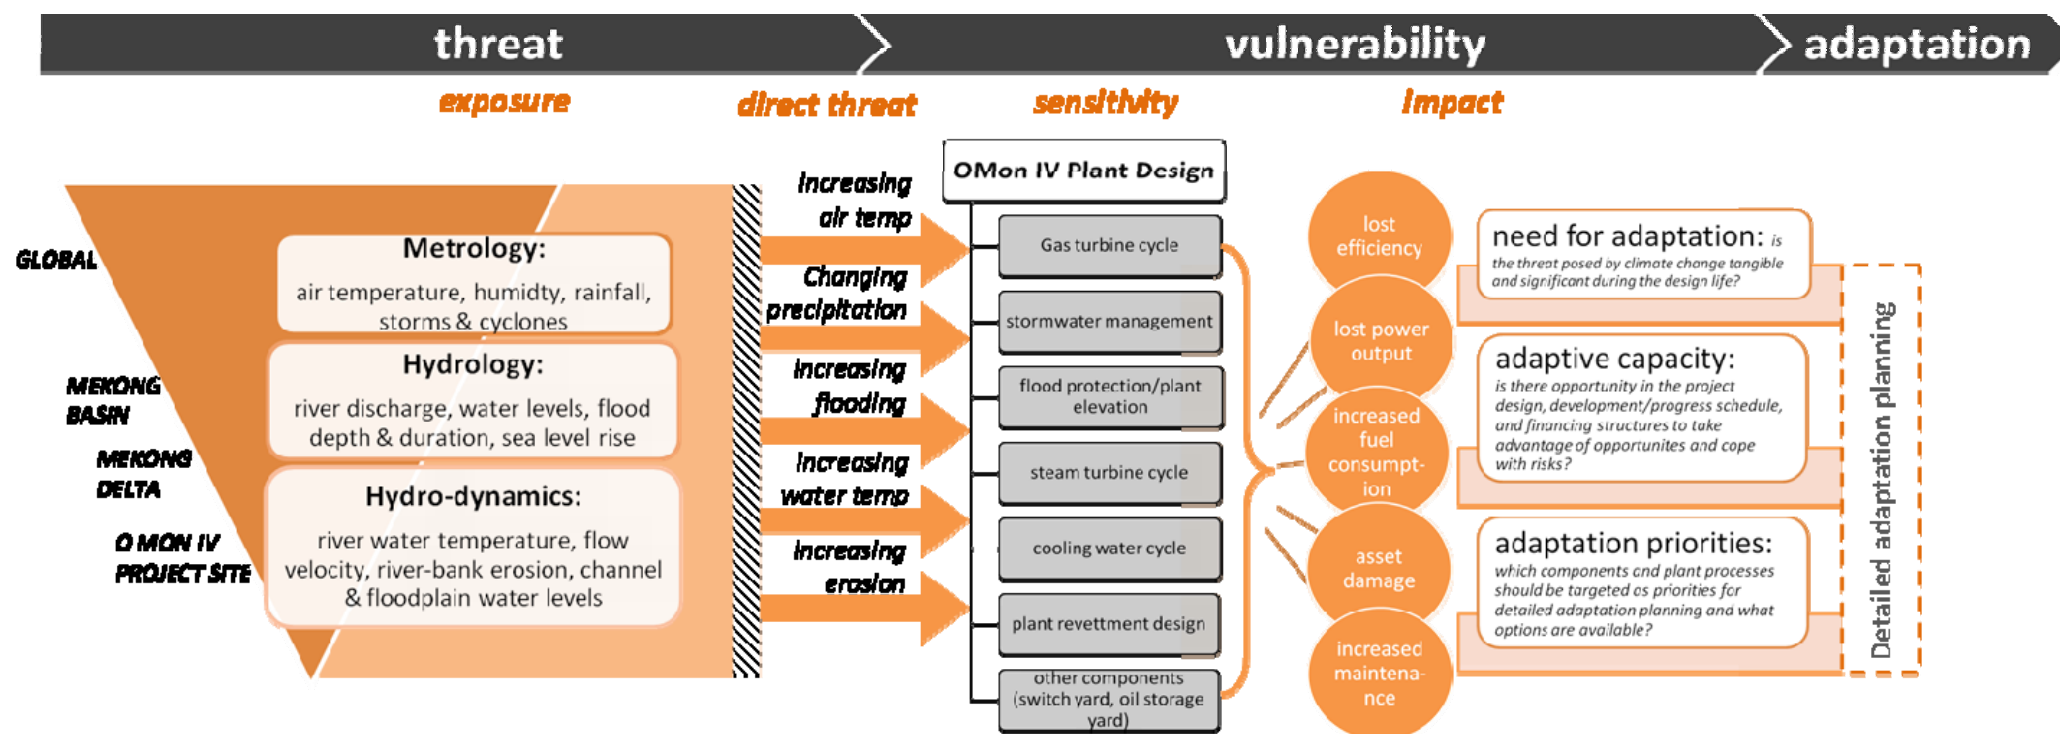 threat
vulnerability
adaptation
exposure
direct threat
sensitivity
impact
GLOBAL
MEKONG
BASIN
MEKONG
DELTA
O MON IV
PROJECT SITE
Metrology:
air temperature, humidty, rainfall,
storms & cyclones
Hydrology:
river discharge, water levels, flood
depth & duration, sea level rise
Hydro-dynamics:
river water temperature, flow
velocity, river-bank erosion, channel
& floodplain water levels
Increasing
air temp
Changing
precipitation
Increasing
flooding
Increasing
water temp
Increasing
erosion
OMon IV Plant Design
Gas turbine cycle
stormwater management
flood protection/plant
elevation
steam turbine cycle
cooling water cycle
plant revettment design
other components
(switch yard, oil storage
yard)
lost
efficiency
lost power
output
increased
fuel
consumpt-
ion
asset
damage
increased
maintena-
nce
need for adaptation: is
the threat posed by climate change tangible
and significant during the design life?
adaptive capacity:
is there opportunity in the project
design, development/progress schedule,
and financing structures to take
advantage of opportunites and cope
with risks?
adaptation priorities:
which components and plant processes
should be targeted as priorities for
detailed adaptation planning and what
options are available?
Detailed adaptation planning